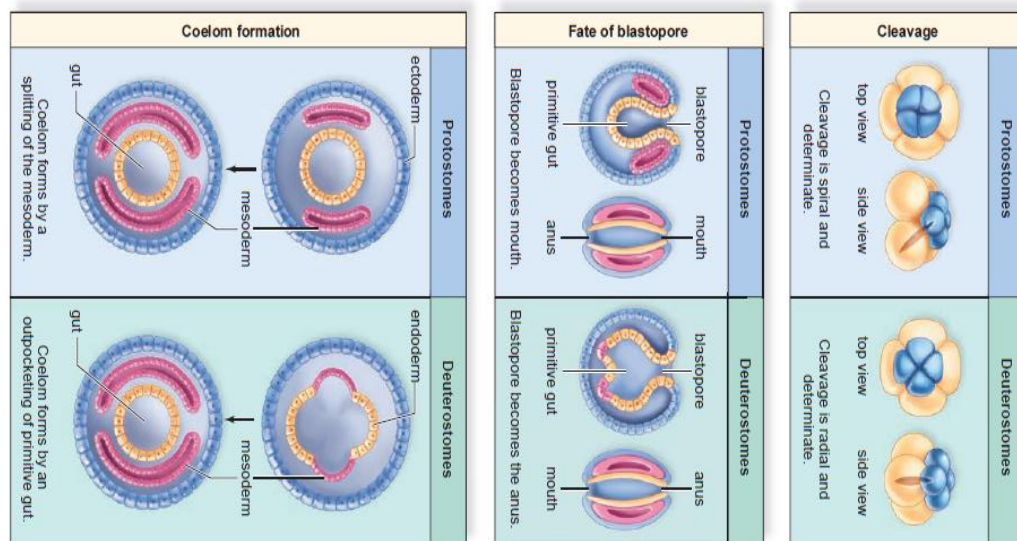 Coelom formation
Protostomes
ectoderm
gut
mesoderm
Coelom forms by a
splitting of the mesoderm.
Deuterostomes
endoderm
gut
mesoderm
Coelom forms by an
outpocketing of primitive gut.
Fate of blastopore
Protostomes
blastopore
primitive gut
mouth
anus
Blastopore becomes mouth.
Deuterostomes
blastopore
primitive gut
anus
mouth
Blastopore becomes the anus.
Cleavage
Protostomes
top view
side view
Cleavage is spiral and
determinate.
Deuterostomes
top view
side view
Cleavage is radial and
determinate.